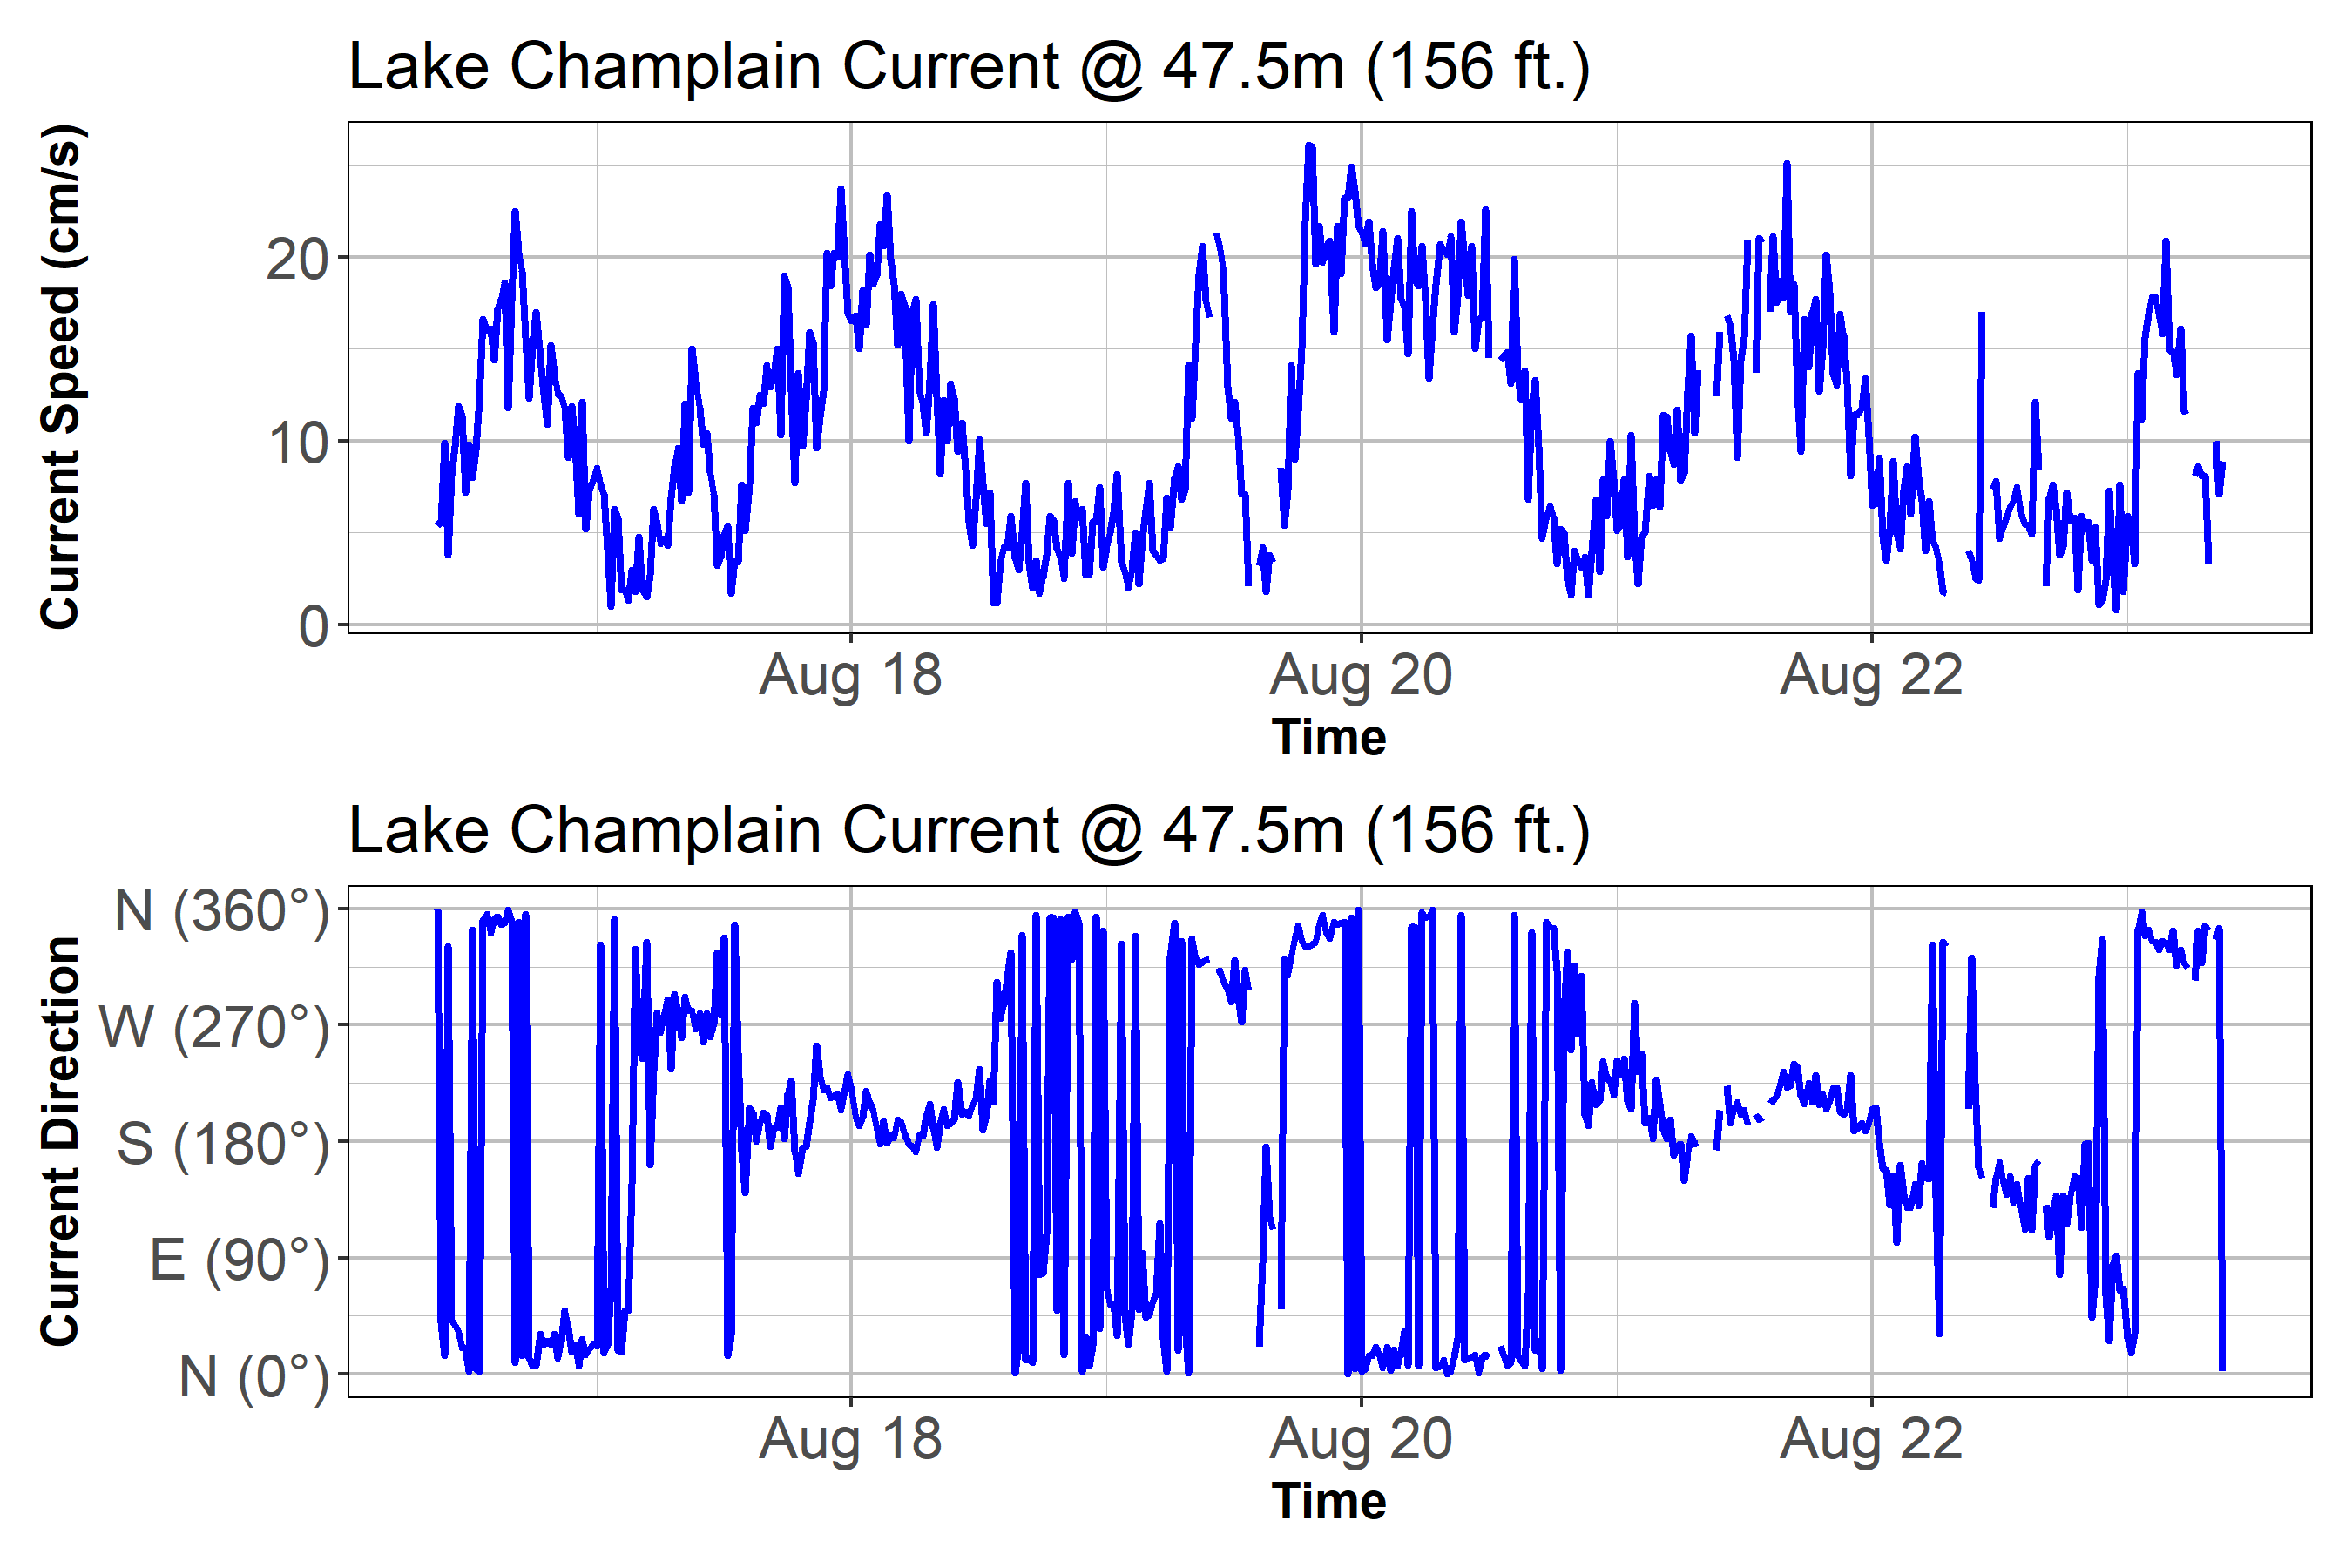 Lake Champlain Current @ 47.5m (156 ft.)
Current Speed (cm/s)
20
10
0
Aug 18 Aug 20 Aug 22
Time
Lake Champlain Current @ 47.5m (156 ft.)
Current Direction
N (360°)
W (270°)
S (180°)
E (90°)
N (0°)
Aug 18 Aug 20 Aug 22
Time